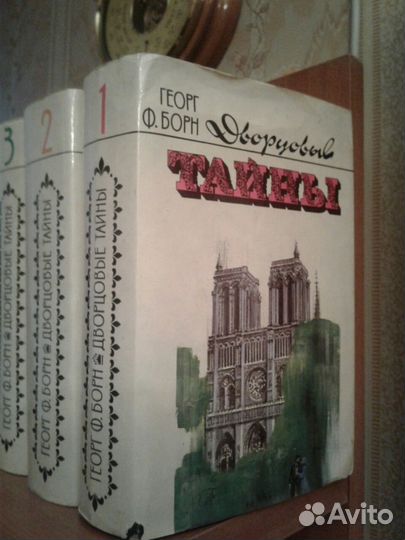 ГЕОРГ
Ф. БОРН
Дворцовые
ТАЙНЫ
1
ГЕОРГ Ф. БОРН ДВОРЦОВЫЕ ТАЙНЫ
2
ГЕОРГ Ф. БОРН ДВОРЦОВЫЕ ТАЙНЫ
3
ГЕОРГ Ф. БОРН ДВОРЦОВЫЕ ТАЙНЫ
Avito